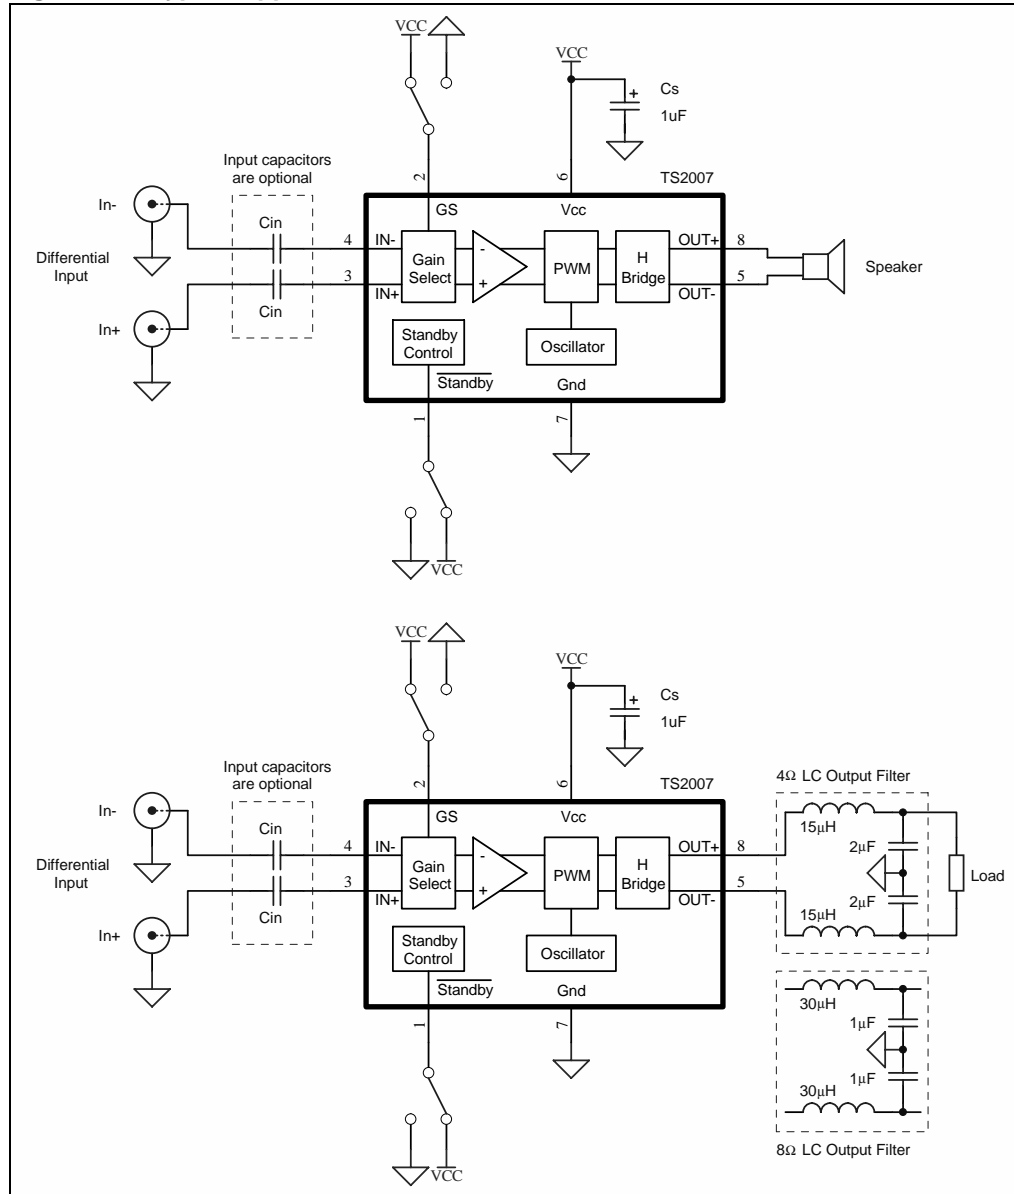 VCC
VCC
Cs
1uF
Input capacitors
are optional
2
6
TS2007
In-
Cin
GS
Vcc
4
IN-
OUT+
8
Differential
Input
Gain
Select
-
+
PWM
H
Bridge
Speaker
3
IN+
OUT-
5
Cin
In+
Standby
Control
Oscillator
Standby
Gnd
1
7
VCC
VCC
VCC
Cs
1uF
Input capacitors
are optional
2
6
TS2007
4Ω LC Output Filter
In-
Cin
GS
Vcc
15μH
4
IN-
OUT+
8
2μF
Differential
Input
Gain
Select
-
+
PWM
H
Bridge
Load
3
IN+
OUT-
5
2μF
Cin
15μH
In+
Standby
Control
Oscillator
Standby
Gnd
30μH
1
7
1μF
1μF
30μH
VCC
8Ω LC Output Filter